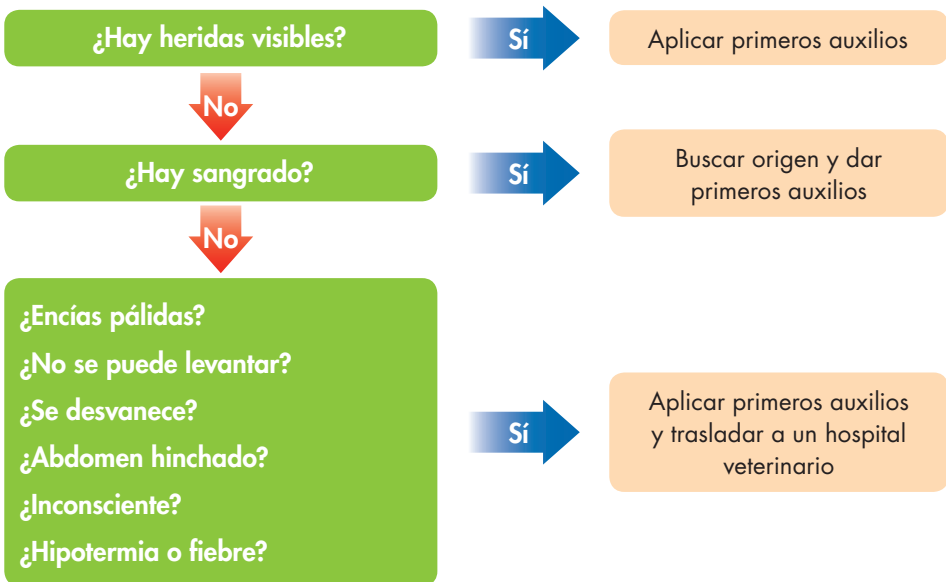 ¿Hay heridas visibles?
Sí
Aplicar primeros auxilios
No
¿Hay sangrado?
Sí
Buscar origen y dar
primeros auxilios
No
¿Encías pálidas?
¿No se puede levantar?
¿Se desvanece?
¿Abdomen hinchado?
¿Inconsciente?
¿Hipotermia o fiebre?
Sí
Aplicar primeros auxilios
y trasladar a un hospital
veterinario